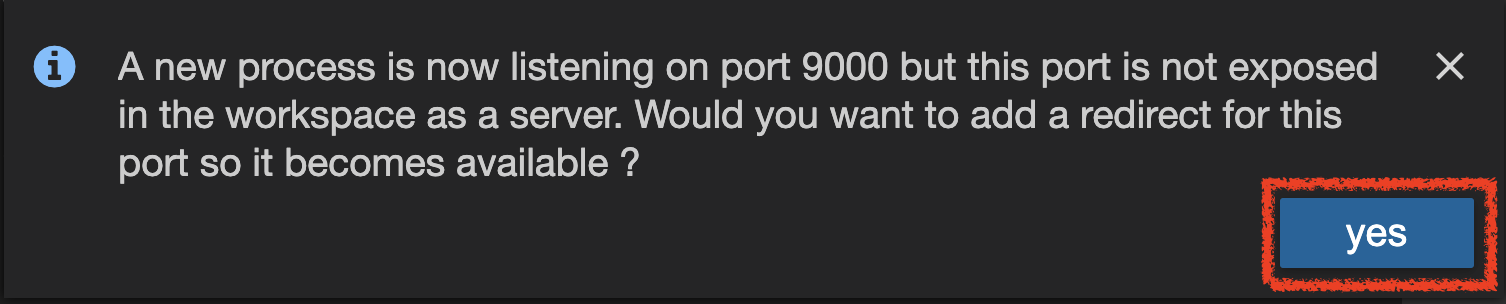 A new process is now listening on port 9000 but this port is not exposed
in the workspace as a server. Would you want to add a redirect for this
port so it becomes available ?
yes